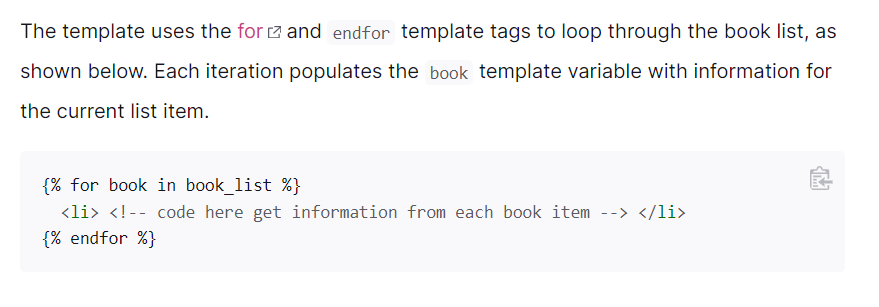 The template uses the for and endfor template tags to loop through the book list, as
shown below. Each iteration populates the book template variable with information for
the current list item.
{% for book in book_list %}
  <li> <!-- code here get information from each book item --> </li>
{% endfor %}